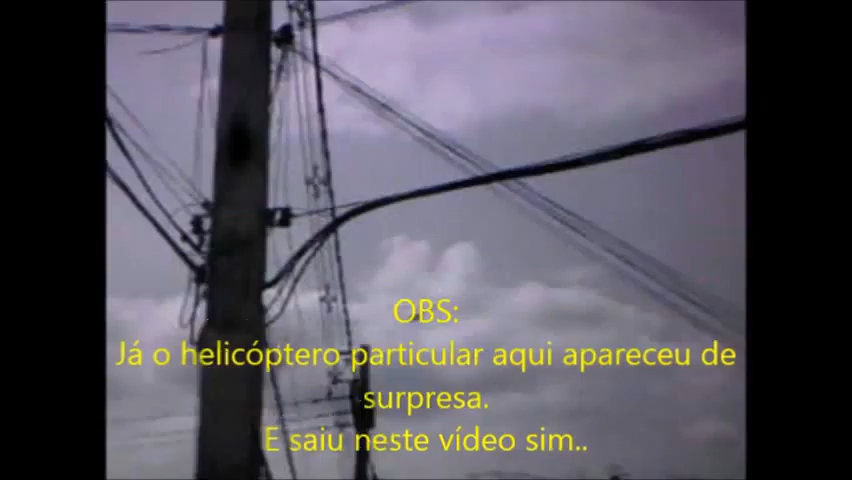 OBS:
Já o helicóptero particular aqui apareceu de
surpresa.
E saiu neste vídeo sim..